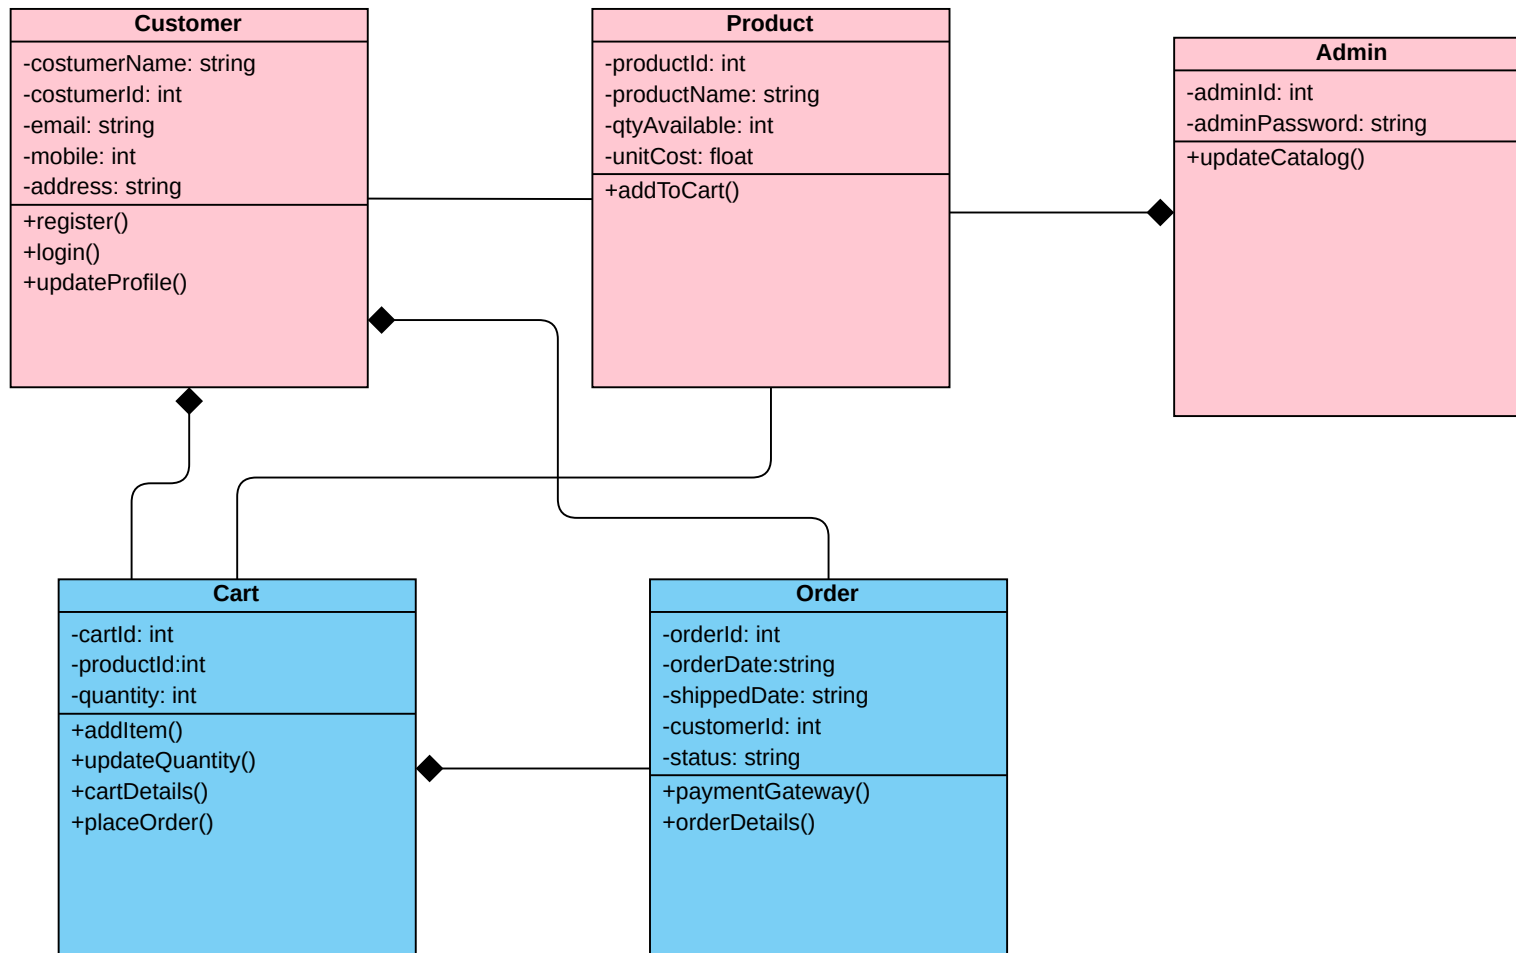 Customer
-costumerName: string
-costumerId: int
-email: string
-mobile: int
-address: string
+register()
+login()
+updateProfile()
Product
-productId: int
-productName: string
-qtyAvailable: int
-unitCost: float
+addToCart()
Admin
-adminId: int
-adminPassword: string
+updateCatalog()
Cart
-cartId: int
-productId:int
-quantity: int
+addItem()
+updateQuantity()
+cartDetails()
+placeOrder()
Order
-orderId: int
-orderDate:string
-shippedDate: string
-customerId: int
-status: string
+paymentGateway()
+orderDetails()